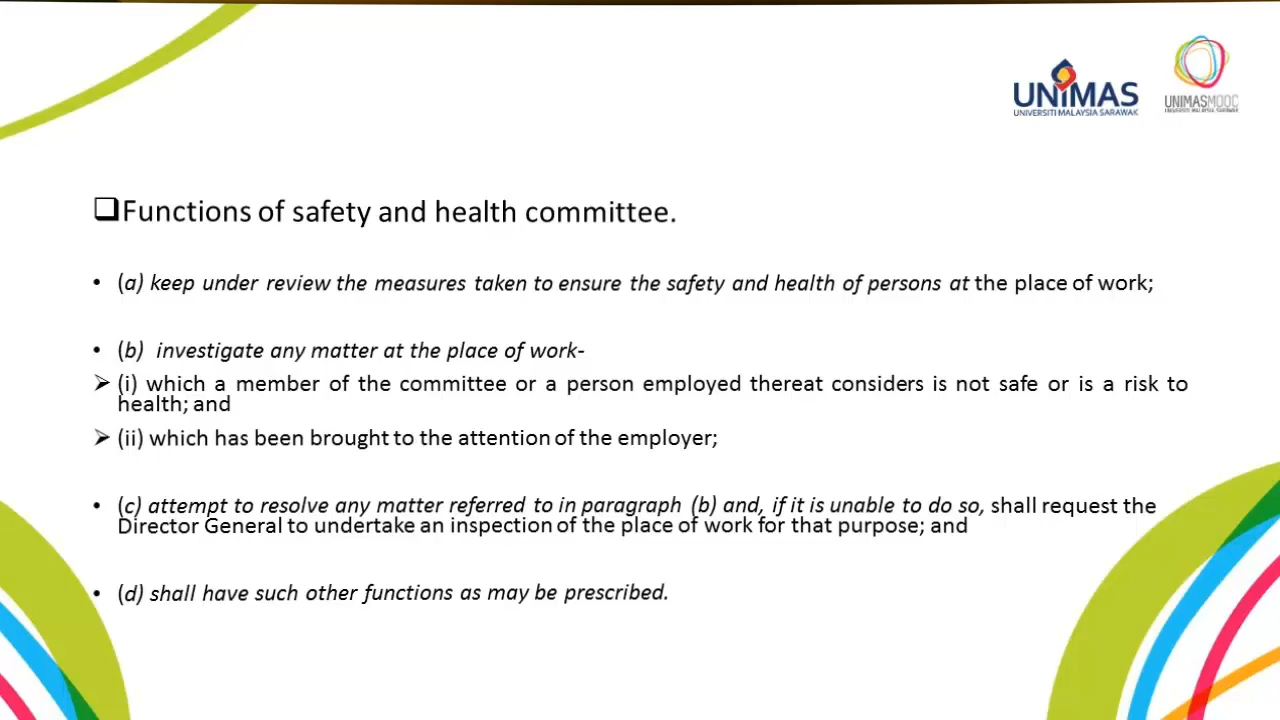 UNIMAS
UNIVERSITI MALAYSIA SARAWAK
UNIMASMOOC
UNIVERSITI MALAYSIA SARAWAK
Functions of safety and health committee.
• (a) keep under review the measures taken to ensure the safety and health of persons at the place of work;
• (b) investigate any matter at the place of work-
➢ (i) which a member of the committee or a person employed thereat considers is not safe or is a risk to
health; and
➢ (ii) which has been brought to the attention of the employer;
• (c) attempt to resolve any matter referred to in paragraph (b) and, if it is unable to do so, shall request the
Director General to undertake an inspection of the place of work for that purpose; and
• (d) shall have such other functions as may be prescribed.